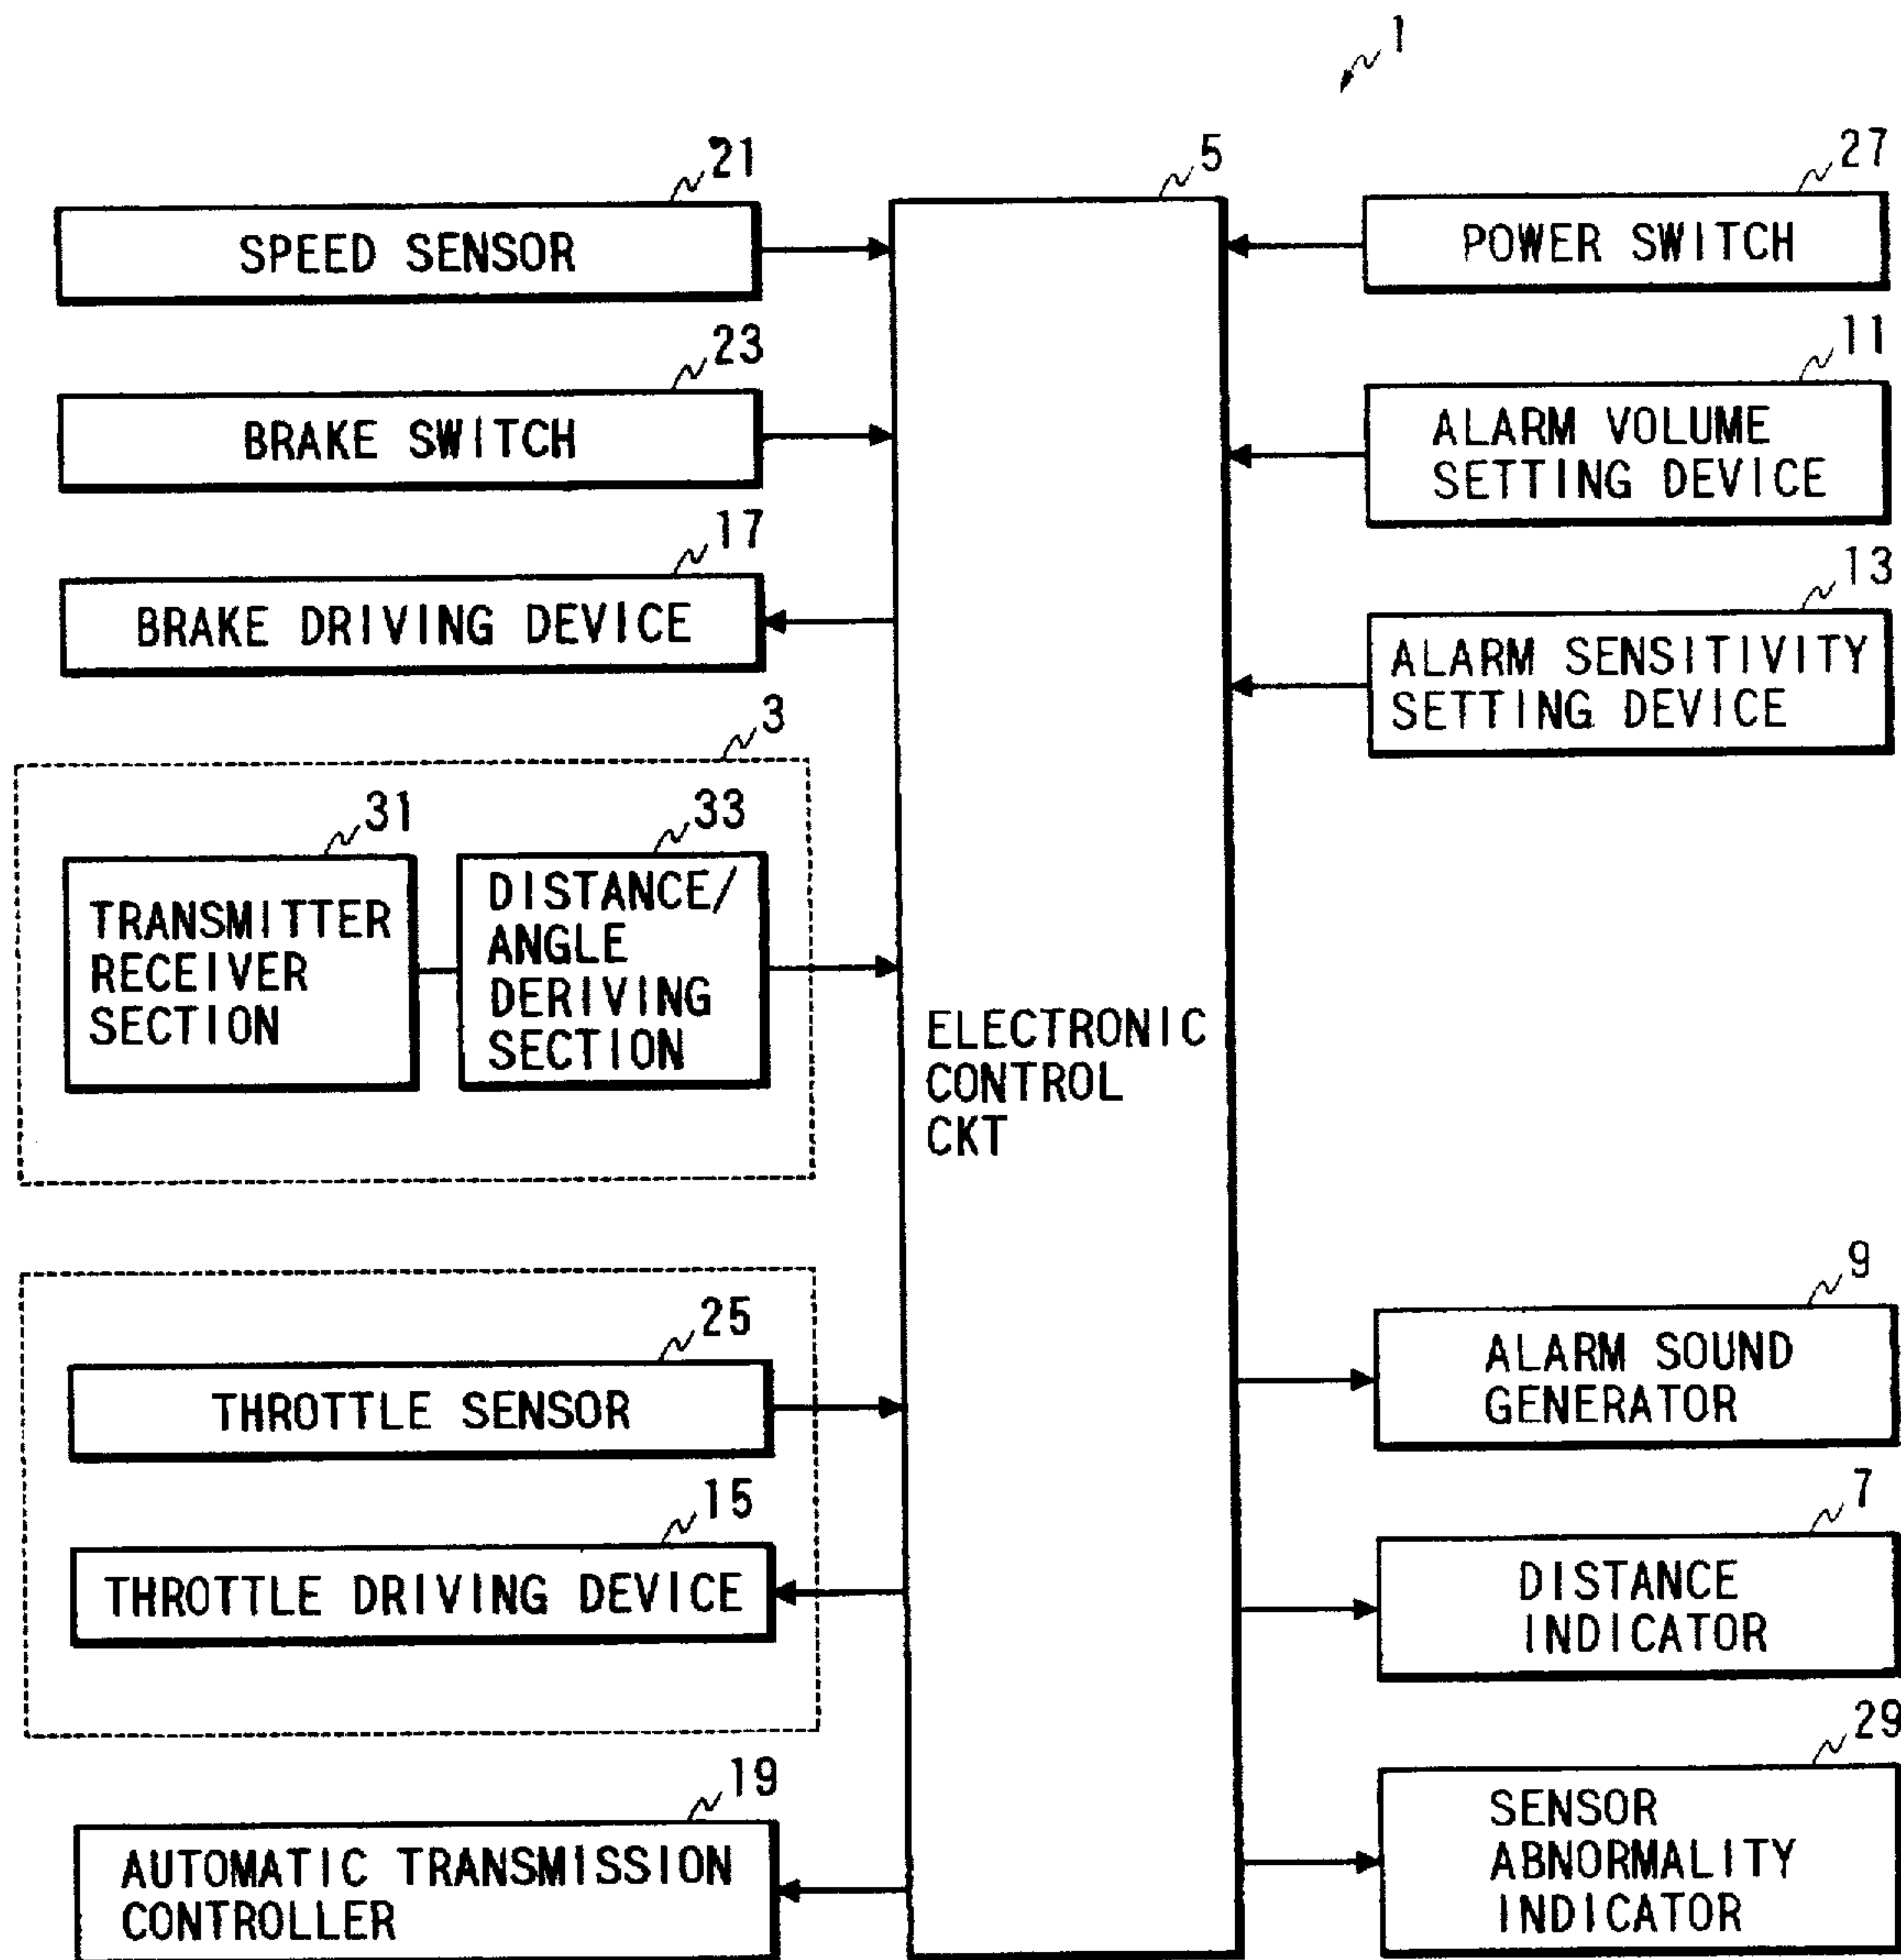 1
21
SPEED SENSOR
23
BRAKE SWITCH
17
BRAKE DRIVING DEVICE
3
31
TRANSMITTER
RECEIVER
SECTION
33
DISTANCE/
ANGLE
DERIVING
SECTION
25
THROTTLE SENSOR
15
THROTTLE DRIVING DEVICE
19
AUTOMATIC TRANSMISSION
CONTROLLER
5
ELECTRONIC
CONTROL
CKT
27
POWER SWITCH
11
ALARM VOLUME
SETTING DEVICE
13
ALARM SENSITIVITY
SETTING DEVICE
9
ALARM SOUND
GENERATOR
7
DISTANCE
INDICATOR
29
SENSOR
ABNORMALITY
INDICATOR